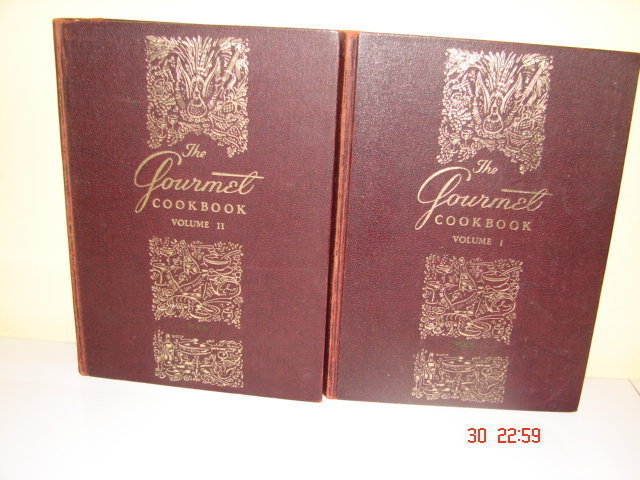 The
Gourmet
COOKBOOK
VOLUME II
The
Gourmet
COOKBOOK
VOLUME I
30 22:59